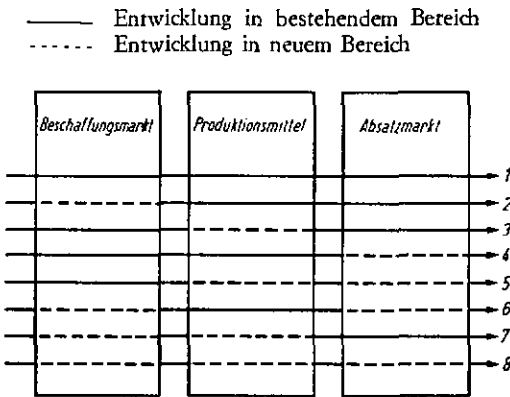 Entwicklung in bestehendem Bereich
Entwicklung in neuem Bereich
Beschaffungsmarkt Produktionsmittel Absatzmarkt
1
2
3
4
5
6
7
8